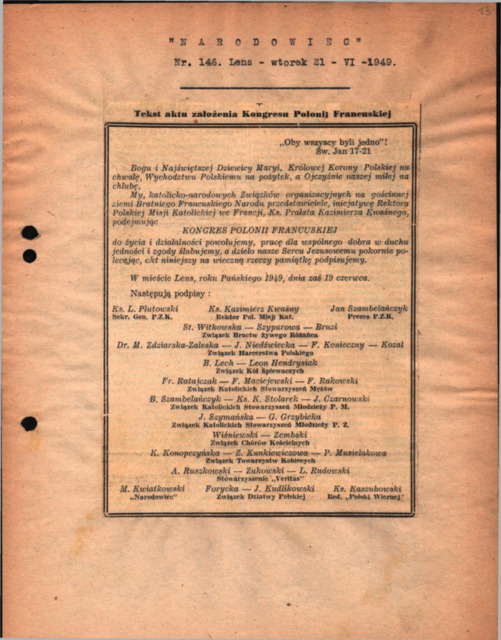 13
"NARODOWIEC"
Nr. 146. Lens - wtorek 21 - VI -1949.
Tekst aktu założenia Kongresu Polonij Francuskiej
„Oby wszyscy byli jedno"!
Św. Jan 17-21
Bogu i Najświętszej Dziewicy Maryi, Królowej Korony Polskiej na
chwałę, Wychodztwu Polskiemu na pożytek, a Ojczyźnie naszej miłej na
chlubę,
My, katolicko-narodowych Związków organizacyjnych na gościnnej
ziemi Bratniego Francuskiego Narodu przedstawiciele, inicjatywę Rektora
Polskiej Misji Katolickiej we Francji, Ks. Prałata Kazimierza Kwaśnego,
podejmując
KONGRES POLONII FRANCUSKIEJ
do życia i działalności powołujemy, pracę dla wspólnego dobra w duchu
jedności i zgody ślubujemy, a dzieło nasze Sercu Jezusowemu pokornie po-
lecając, akt niniejszy na wieczną rzeczy pamiątkę podpisujemy.
W mieście Lens, roku Pańskiego 1949, dnia zaś 19 czerwca.
Następują podpisy :
Ks. L. Plutowski Ks. Kazimierz Kwaśny Jan Szambelańczyk
Sekr. Gen. P.Z.K. Rektor Pol. Misji Kat. Prezes P.Z.K.
St. Witkowska — Szypurowa — Bruzi
Związek Bractw Żywego Różańca
Dr. M. Zdziarska-Zaleska — J. Niedźwiecka — F. Konieczny — Kozal
Związek Harcerstwa Polskiego
B. Lech — Leon Hendrysiak
Związek Kół Śpiewaczych
Fr. Ratajczak — F. Maziejewski — F. Rakowski
Związek Katolickich Stowarzyszeń Mężów
B. Szambelańczyk — Ks. K. Stolarek — J. Czarnowski
Związek Katolickich Stowarzyszeń Młodzieży P. M.
J. Szymańska — G. Grzybicka
Związek Katolickich Stowarzyszeń Młodzieży P. Ż.
Wiśniewski — Zembski
Związek Chórów Kościelnych
K. Konopczyńska — Z. Kunkiewiczowa — P. Musielakowa
Związek Towarzystw Kobiecych
A. Ruszkowski — Żukowski — L. Rudowski
Stowarzyszenie „Veritas"
M. Kwiatkowski Forycka — J. Kudlikowski Ks. Kaszubowski
„Narodowiec" Związek Dziatwy Polskiej Red. „Polski Wiernej"